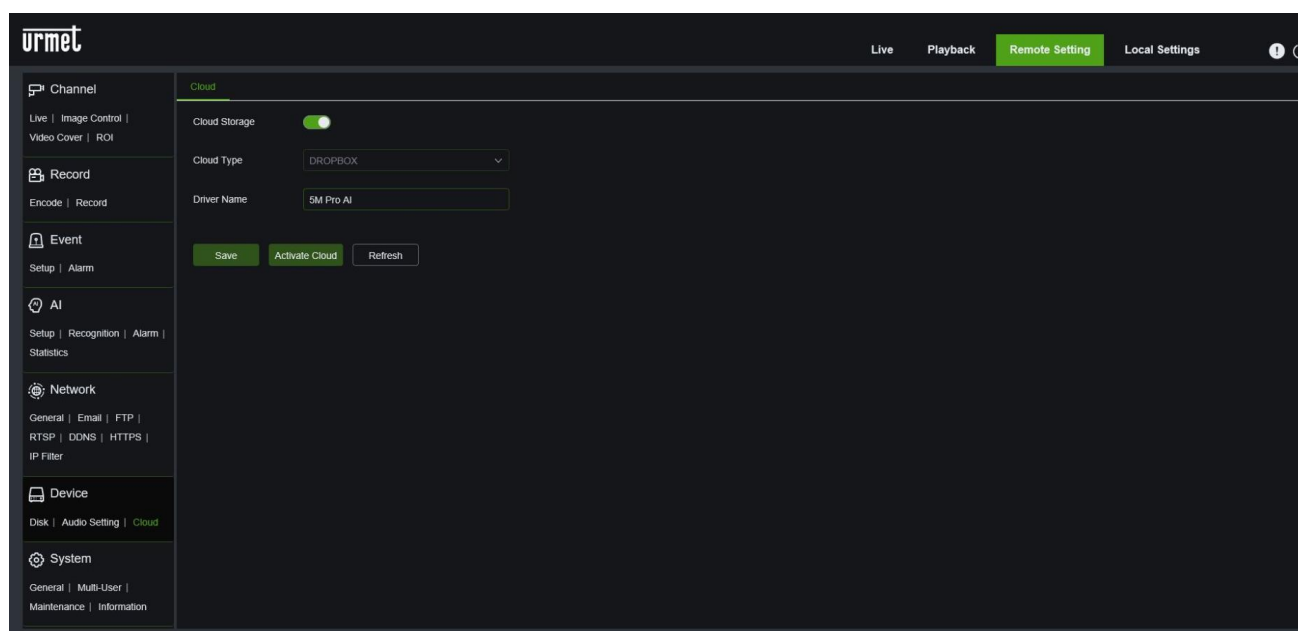 urmet
Live Playback Remote Setting Local Settings
Channel
Live | Image Control |
Video Cover | ROI
Record
Encode | Record
Event
Setup | Alarm
AI
Setup | Recognition | Alarm |
Statistics
Network
General | Email | FTP |
RTSP | DDNS | HTTPS |
IP Filter
Device
Disk | Audio Setting | Cloud
System
General | Multi-User |
Maintenance | Information
Cloud
Cloud Storage
Cloud Type DROPBOX
Driver Name 5M Pro AI
Save Activate Cloud Refresh